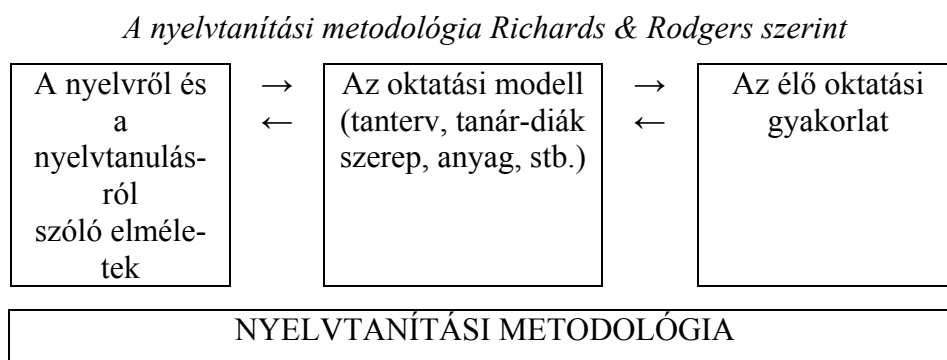 A nyelvtanítási metodológia Richards & Rodgers szerint
A nyelvről és
a
nyelvtanulás-
ról
szóló elméle-
tek
→
←
Az oktatási modell
(tanterv, tanár-diák
szerep, anyag, stb.)
→
←
Az élő oktatási
gyakorlat
NYELVTANÍTÁSI METODOLÓGIA